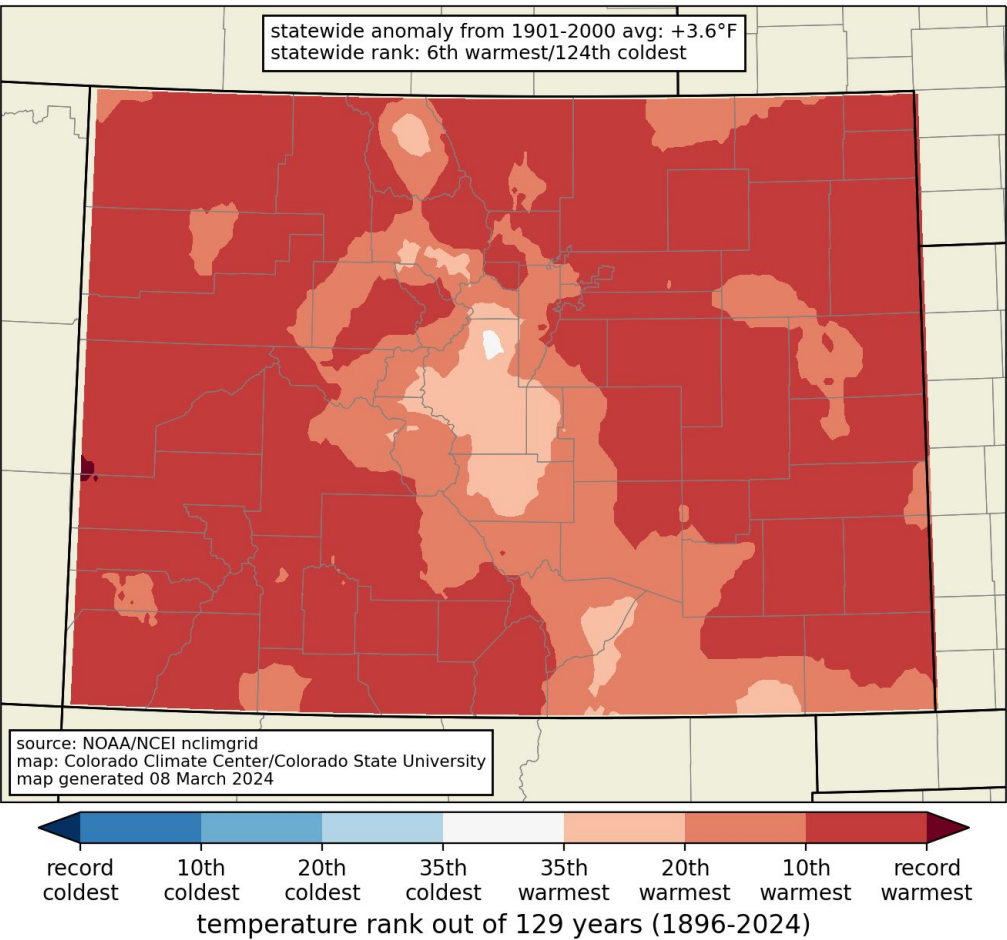 statewide anomaly from 1901-2000 avg: +3.6°F
statewide rank: 6th warmest/124th coldest
source: NOAA/NCEI nclimgrid
map: Colorado Climate Center/Colorado State University
map generated 08 March 2024
record 10th 20th 35th 35th 20th 10th record
coldest coldest coldest coldest warmest warmest warmest warmest
temperature rank out of 129 years (1896-2024)